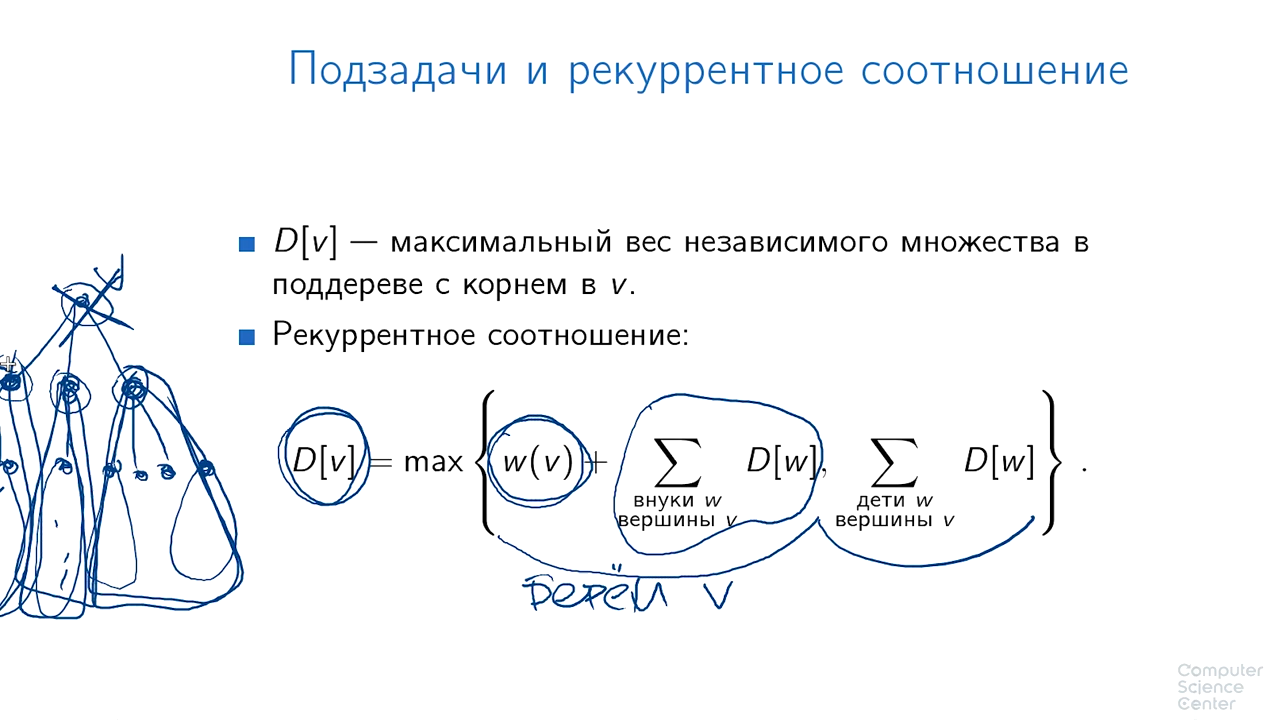 Подзадачи и рекуррентное соотношение
D[v] — максимальный вес независимого множества в
поддереве с корнем в v.
Рекуррентное соотношение:
D[v] = max { w(v) + ∑ D[w], ∑ D[w] } .
внуки w дети w
вершины v вершины v
берём v
Computer
Science
Center